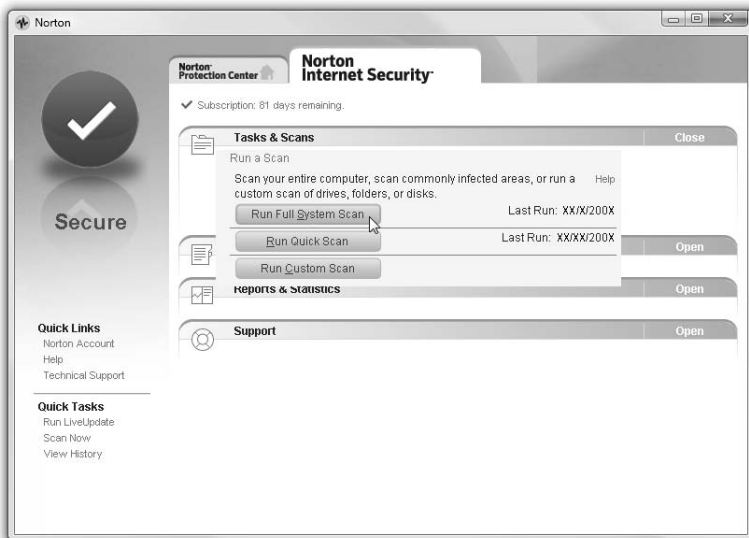 Norton
Norton
Protection Center
Norton
Internet Security
Subscription: 81 days remaining.
Secure
Tasks & Scans Close
Run a Scan
Scan your entire computer, scan commonly infected areas, or run a Help
custom scan of drives, folders, or disks.
Run Full System Scan Last Run: XX/X/200X
Run Quick Scan Last Run: XX/XX/200X
Open
Run Custom Scan
Reports & Statistics Open
Support Open
Quick Links
Norton Account
Help
Technical Support
Quick Tasks
Run LiveUpdate
Scan Now
View History